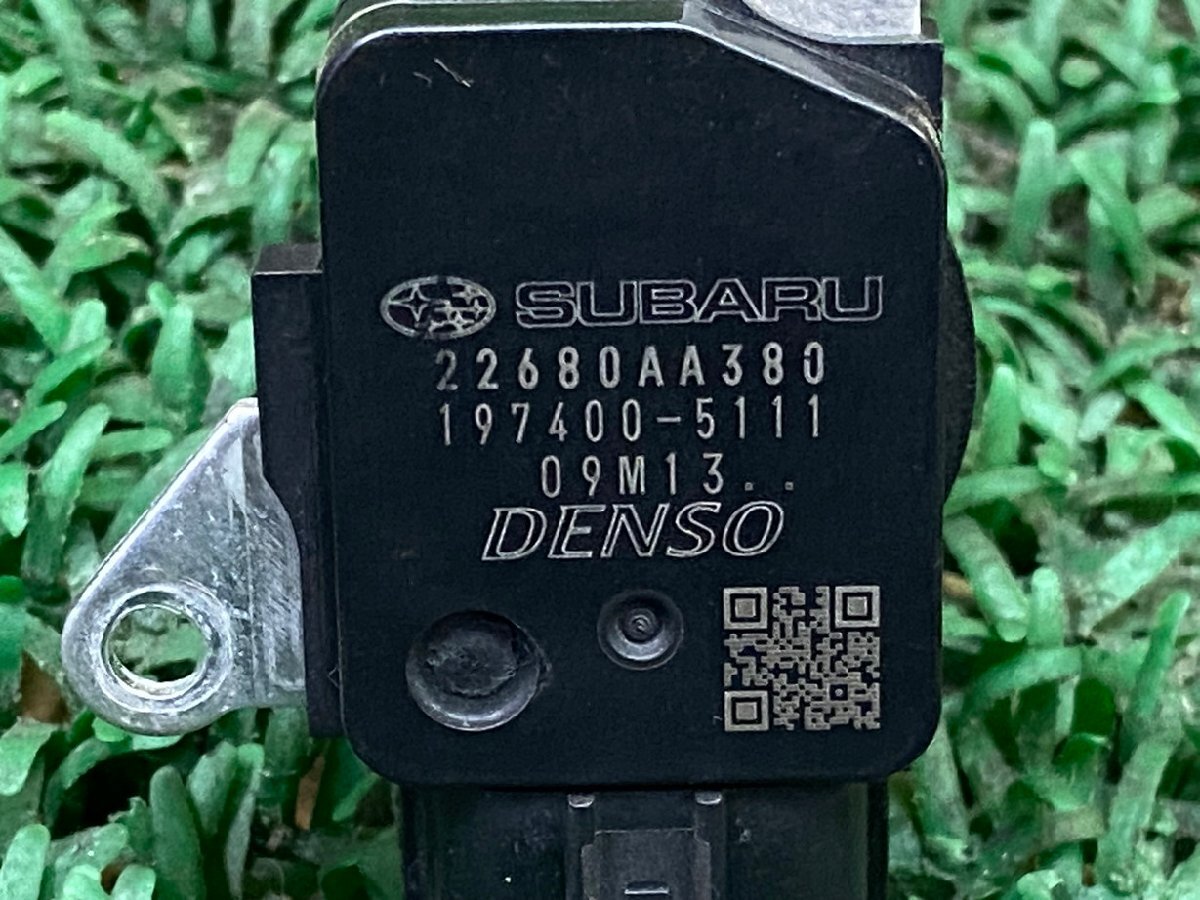 SUBARU
22680AA380
197400-5111
09M13..
DENSO